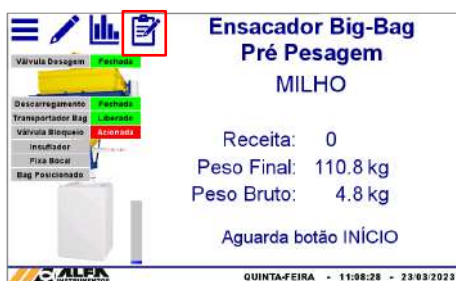 Ensacador Big-Bag
Pré Pesagem
MILHO
Válvula Dosagem Fechada
Descarregamento Fechada
Transportador Bag Liberado
Válvula Bloqueio Acionada
Insuflador
Fixa Bocal
Bag Posicionado
Receita: 0
Peso Final: 110.8 kg
Peso Bruto: 4.8 kg
Aguarda botão INÍCIO
ALFA
INSTRUMENTOS
QUINTA-FEIRA - 11:08:28 - 23/03/2023